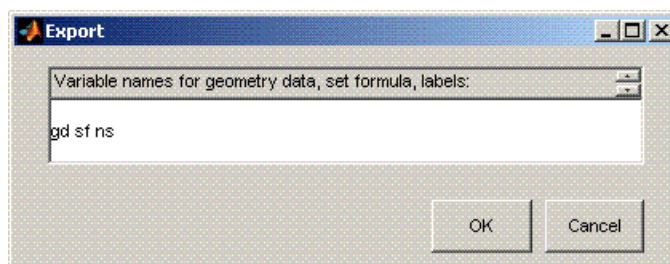 Export
Variable names for geometry data, set formula, labels:
gd sf ns
OK
Cancel